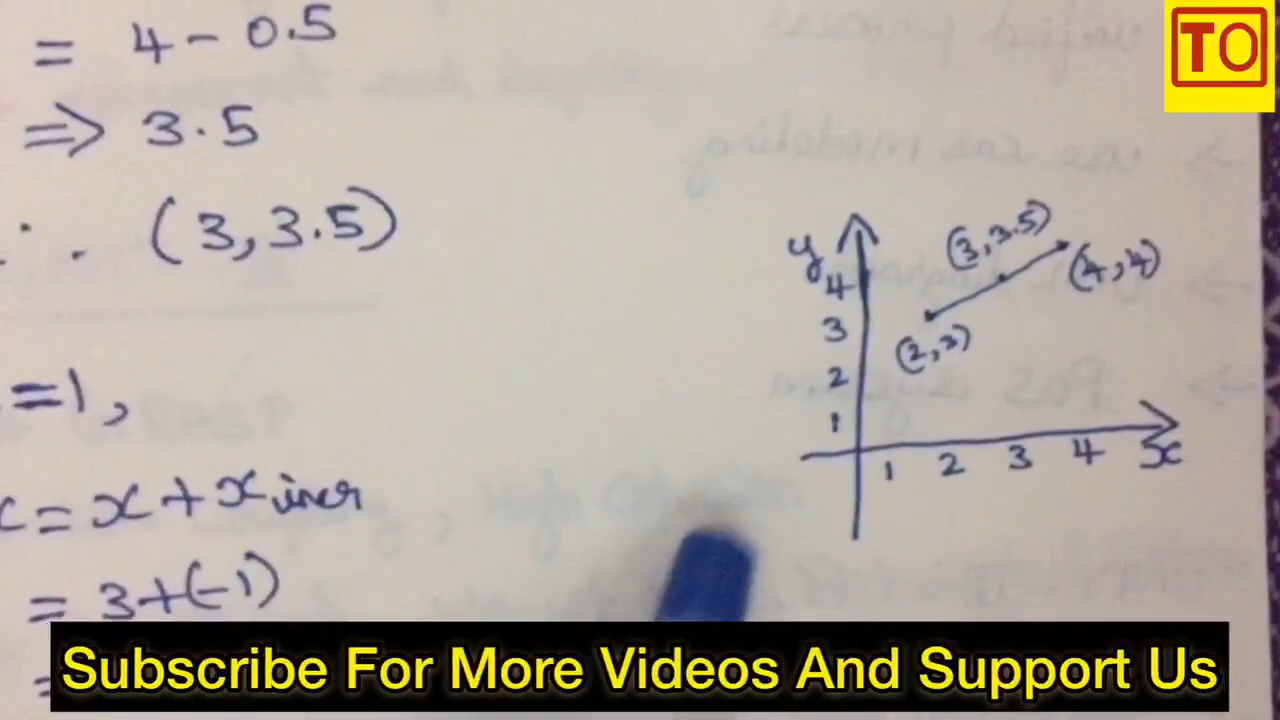 = 4 - 0.5
=> 3.5
∴ (3, 3.5)
=1,
x = x + x incr
= 3 + (-1)
=
TO
y
4
3
2
1
(3, 3.5)
(4, 4)
(2, 3)
1 2 3 4 x
Subscribe For More Videos And Support Us